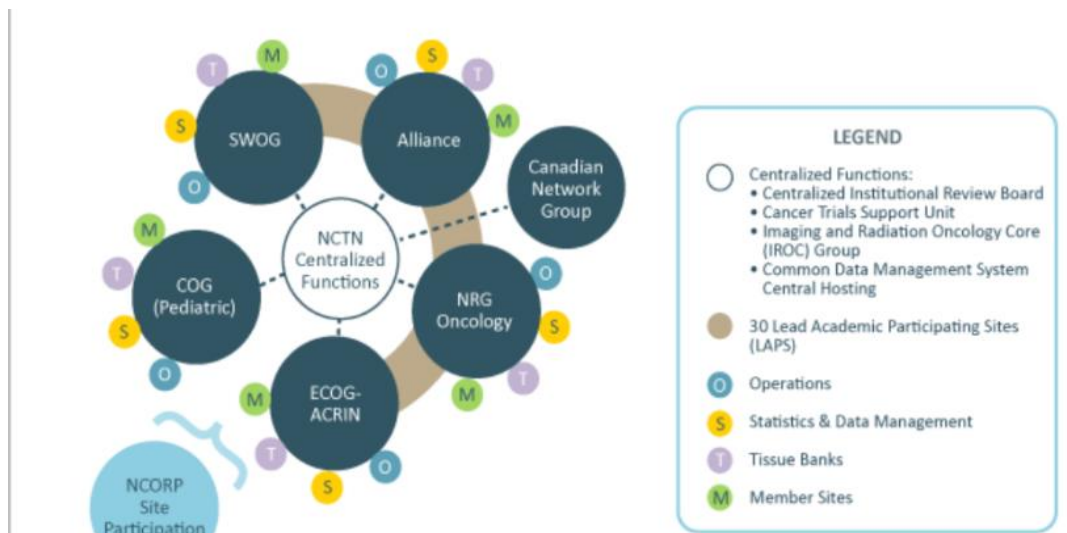 M
T
S
O
SWOG
O
S
T
M
Alliance
Canadian
Network
Group
NCTN
Centralized
Functions
M
T
S
O
COG
(Pediatric)
O
S
T
M
NRG
Oncology
M
T
S
O
ECOG-
ACRIN
NCORP
Site
Participation
LEGEND
Centralized Functions:
• Centralized Institutional Review Board
• Cancer Trials Support Unit
• Imaging and Radiation Oncology Core
(IROC) Group
• Common Data Management System
Central Hosting
30 Lead Academic Participating Sites
(LAPS)
O Operations
S Statistics & Data Management
T Tissue Banks
M Member Sites